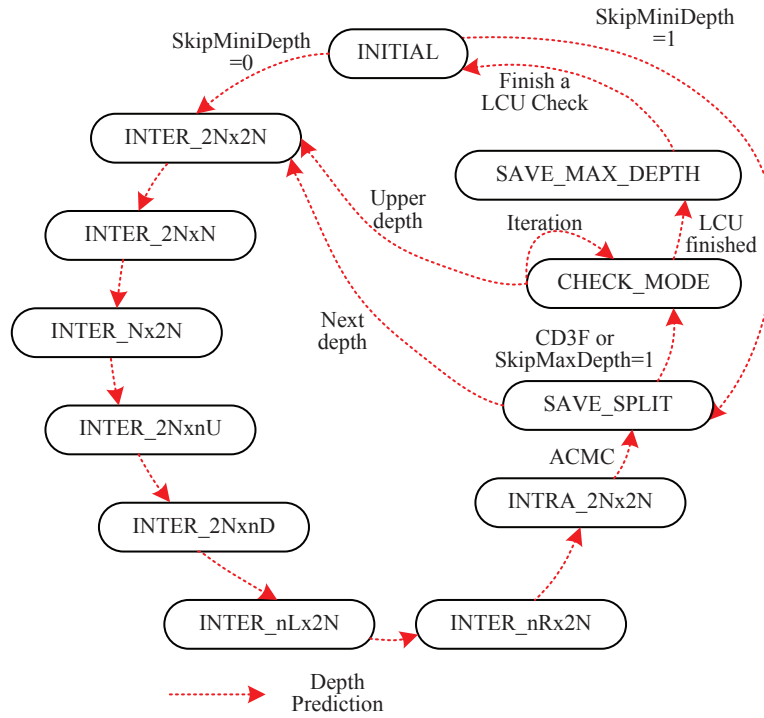 SkipMiniDepth
=0
INITIAL
SkipMiniDepth
=1
Finish a
LCU Check
INTER_2Nx2N
SAVE_MAX_DEPTH
Upper
depth
Iteration
LCU
finished
INTER_2NxN
CHECK_MODE
INTER_Nx2N
Next
depth
CD3F or
SkipMaxDepth=1
SAVE_SPLIT
INTER_2NxnU
ACMC
INTRA_2Nx2N
INTER_2NxnD
INTER_nLx2N
INTER_nRx2N
Depth
Prediction